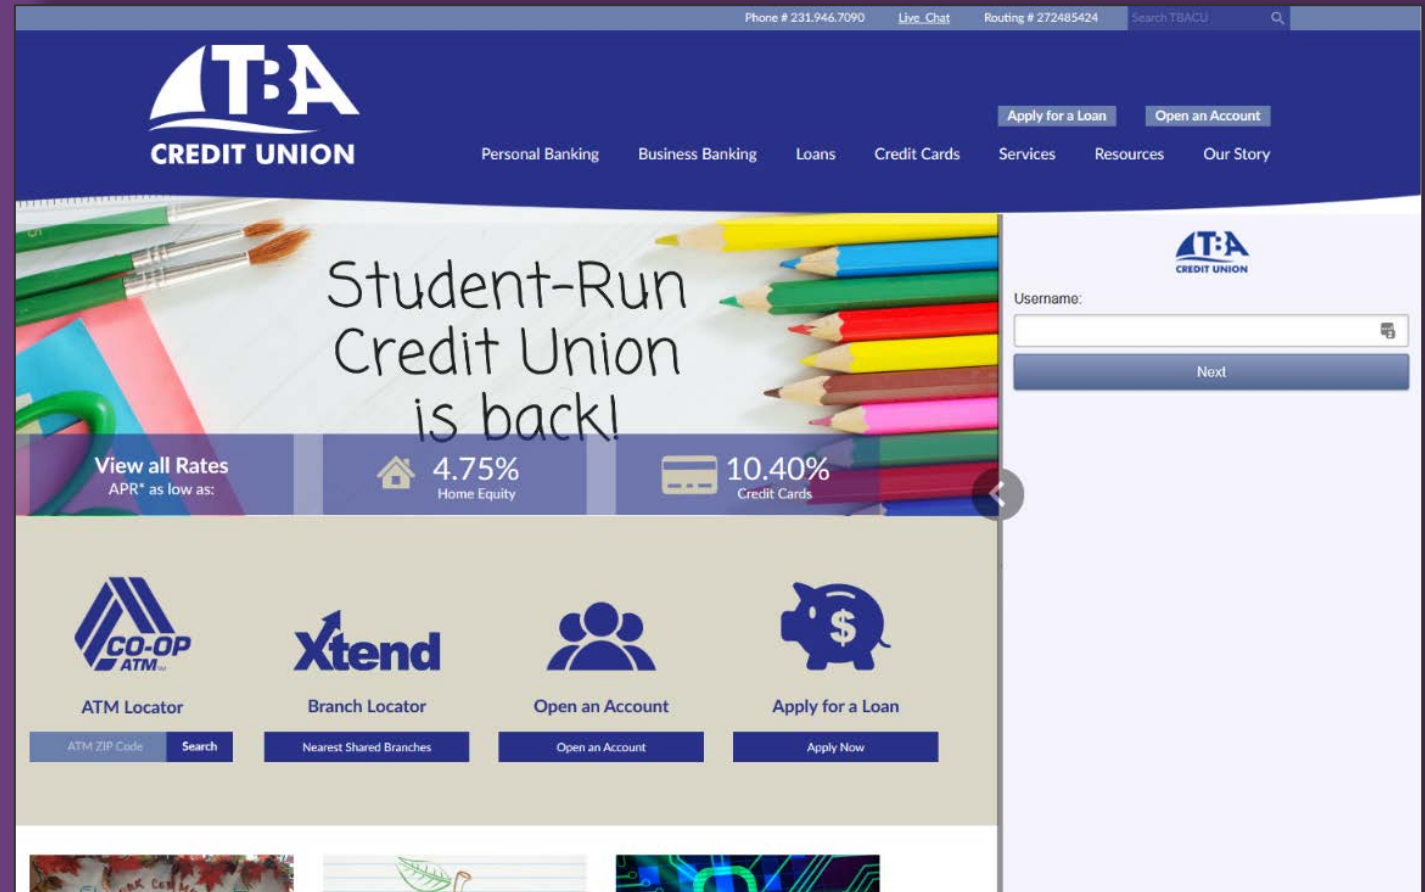 Phone # 231.946.7090 Live Chat Routing # 272485424 Search TBACU
TBA
CREDIT UNION
Apply for a Loan Open an Account
Personal Banking Business Banking Loans Credit Cards Services Resources Our Story
Student-Run
Credit Union
is back!
View all Rates
APR* as low as:
4.75%
Home Equity
10.40%
Credit Cards
TBA
CREDIT UNION
Username:
Next
CO-OP
ATM
Xtend
$
ATM Locator
Branch Locator
Open an Account
Apply for a Loan
ATM ZIP Code Search
Nearest Shared Branches
Open an Account
Apply Now